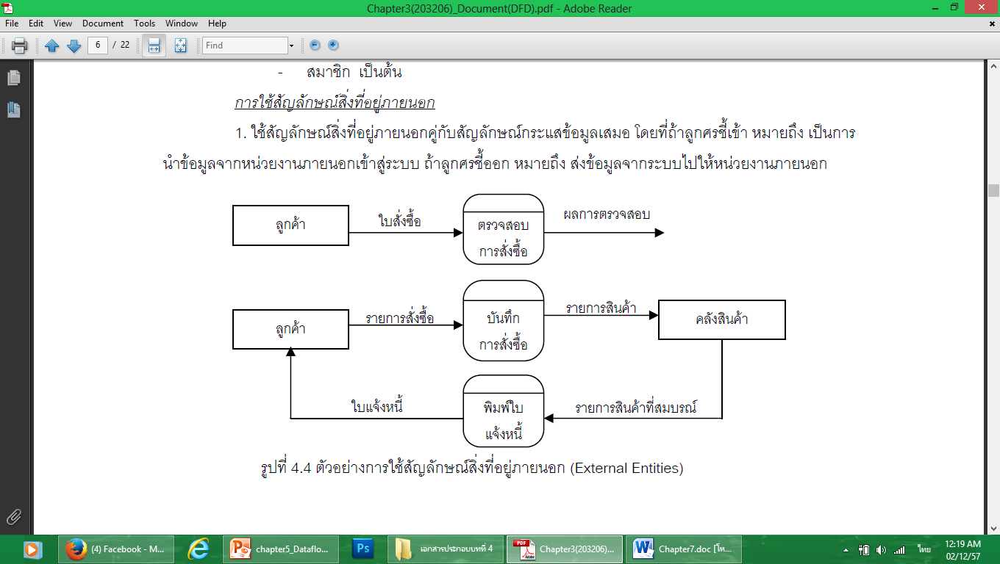 Chapter3(203206)_Document(DFD).pdf - Adobe Reader
File Edit View Document Tools Window Help
6 / 22 Find
- สมาชิก เป็นต้น
การใช้สัญลักษณ์สิ่งที่อยู่ภายนอก
1. ใช้สัญลักษณ์สิ่งที่อยู่ภายนอกคู่กับสัญลักษณ์กระแสข้อมูลเสมอ โดยที่ถ้าลูกศรชี้เข้า หมายถึง เป็นการ
นำข้อมูลจากหน่วยงานภายนอกเข้าสู่ระบบ ถ้าลูกศรชี้ออก หมายถึง ส่งข้อมูลจากระบบไปให้หน่วยงานภายนอก
ลูกค้า
ใบสั่งซื้อ
ตรวจสอบ
การสั่งซื้อ
ผลการตรวจสอบ
ลูกค้า
รายการสั่งซื้อ
บันทึก
การสั่งซื้อ
รายการสินค้า
คลังสินค้า
ใบแจ้งหนี้
พิมพ์ใบ
แจ้งหนี้
รายการสินค้าที่สมบรณ์
รูปที่ 4.4 ตัวอย่างการใช้สัญลักษณ์สิ่งที่อยู่ภายนอก (External Entities)
(4) Facebook - M...
chapter5_Dataflo...
Ps
เอกสารประกอบบทที่ 4
PDF
Adobe
Chapter3(203206)...
Chapter7.doc [โห...
ไทย
12:19 AM
02/12/57